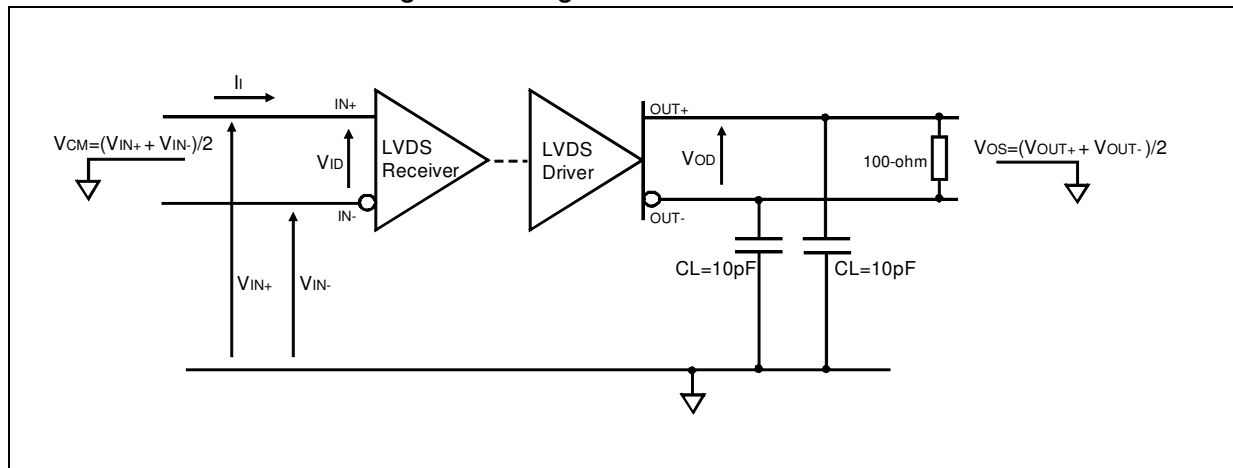 II
IN+
OUT+
VCM=(VIN+ + VIN-)/2
VID
LVDS
Receiver
LVDS
Driver
VOD
100-ohm
VOS=(VOUT+ + VOUT- )/2
IN-
OUT-
VIN+
VIN-
CL=10pF
CL=10pF